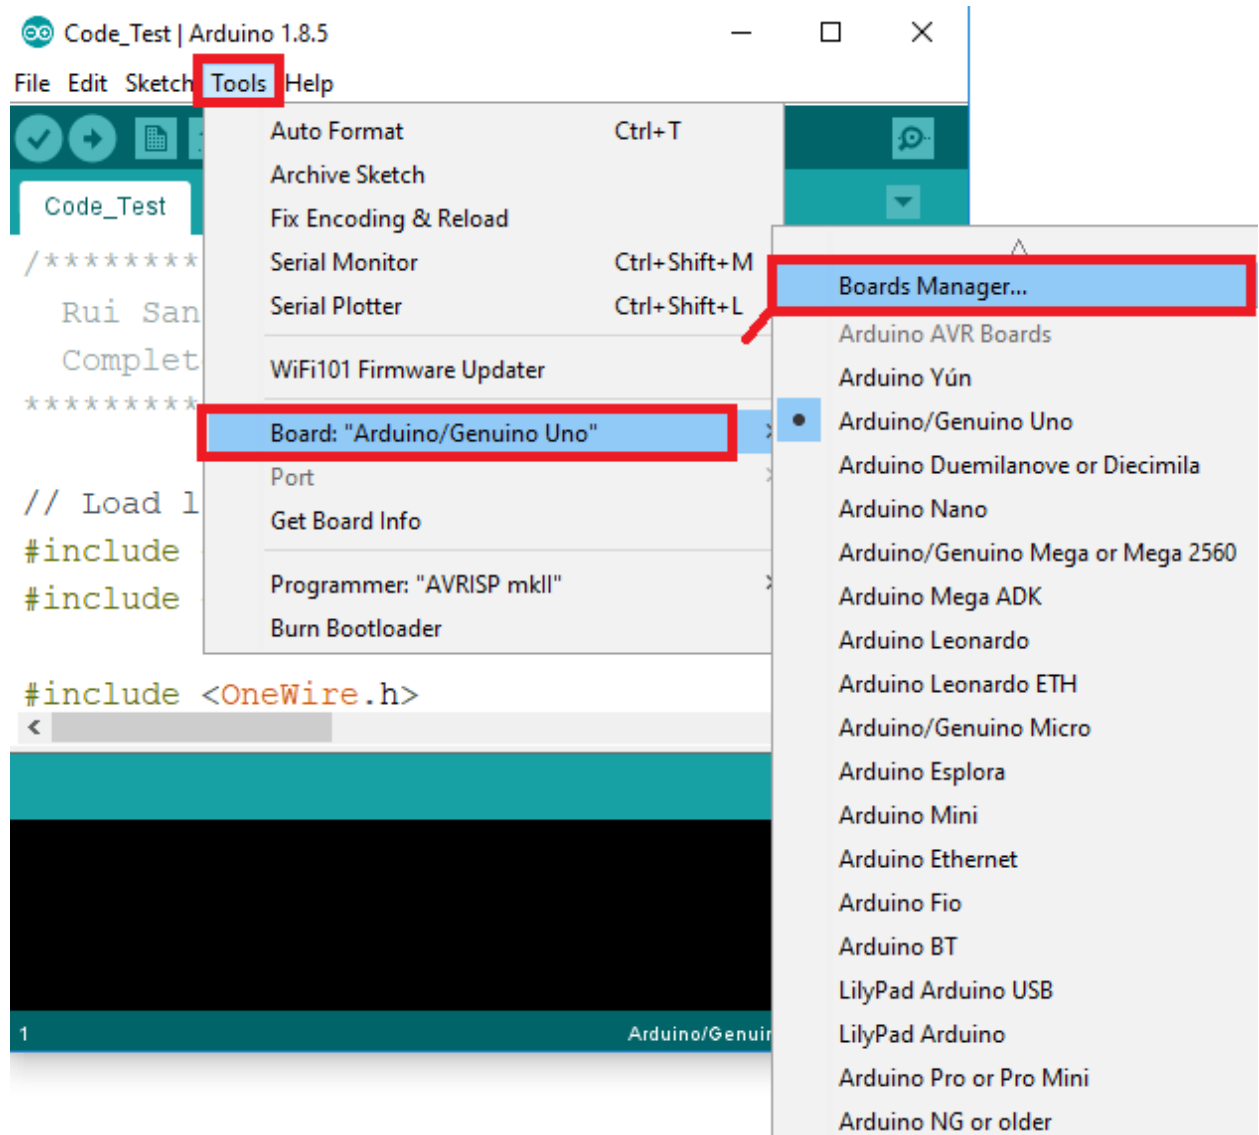 Code_Test | Arduino 1.8.5
File Edit Sketch Tools Help
Auto Format Ctrl+T
Archive Sketch
Fix Encoding & Reload
Serial Monitor Ctrl+Shift+M
Serial Plotter Ctrl+Shift+L
WiFi101 Firmware Updater
Board: "Arduino/Genuino Uno"
Port
Get Board Info
Programmer: "AVRISP mkII"
Burn Bootloader
Boards Manager...
Arduino AVR Boards
Arduino Yún
Arduino/Genuino Uno
Arduino Duemilanove or Diecimila
Arduino Nano
Arduino/Genuino Mega or Mega 2560
Arduino Mega ADK
Arduino Leonardo
Arduino Leonardo ETH
Arduino/Genuino Micro
Arduino Esplora
Arduino Mini
Arduino Ethernet
Arduino Fio
Arduino BT
LilyPad Arduino USB
LilyPad Arduino
Arduino Pro or Pro Mini
Arduino NG or older
Code_Test
/*********
Rui San
Complet
*********
// Load l
#include
#include
#include <OneWire.h>
1 Arduino/Genuin